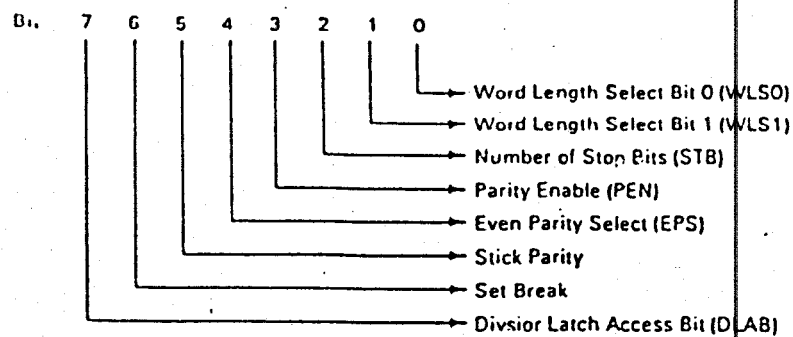 Bit 7 6 5 4 3 2 1 0
Word Length Select Bit 0 (WLS0)
Word Length Select Bit 1 (WLS1)
Number of Stop Bits (STB)
Parity Enable (PEN)
Even Parity Select (EPS)
Stick Parity
Set Break
Divsior Latch Access Bit (DLAB)